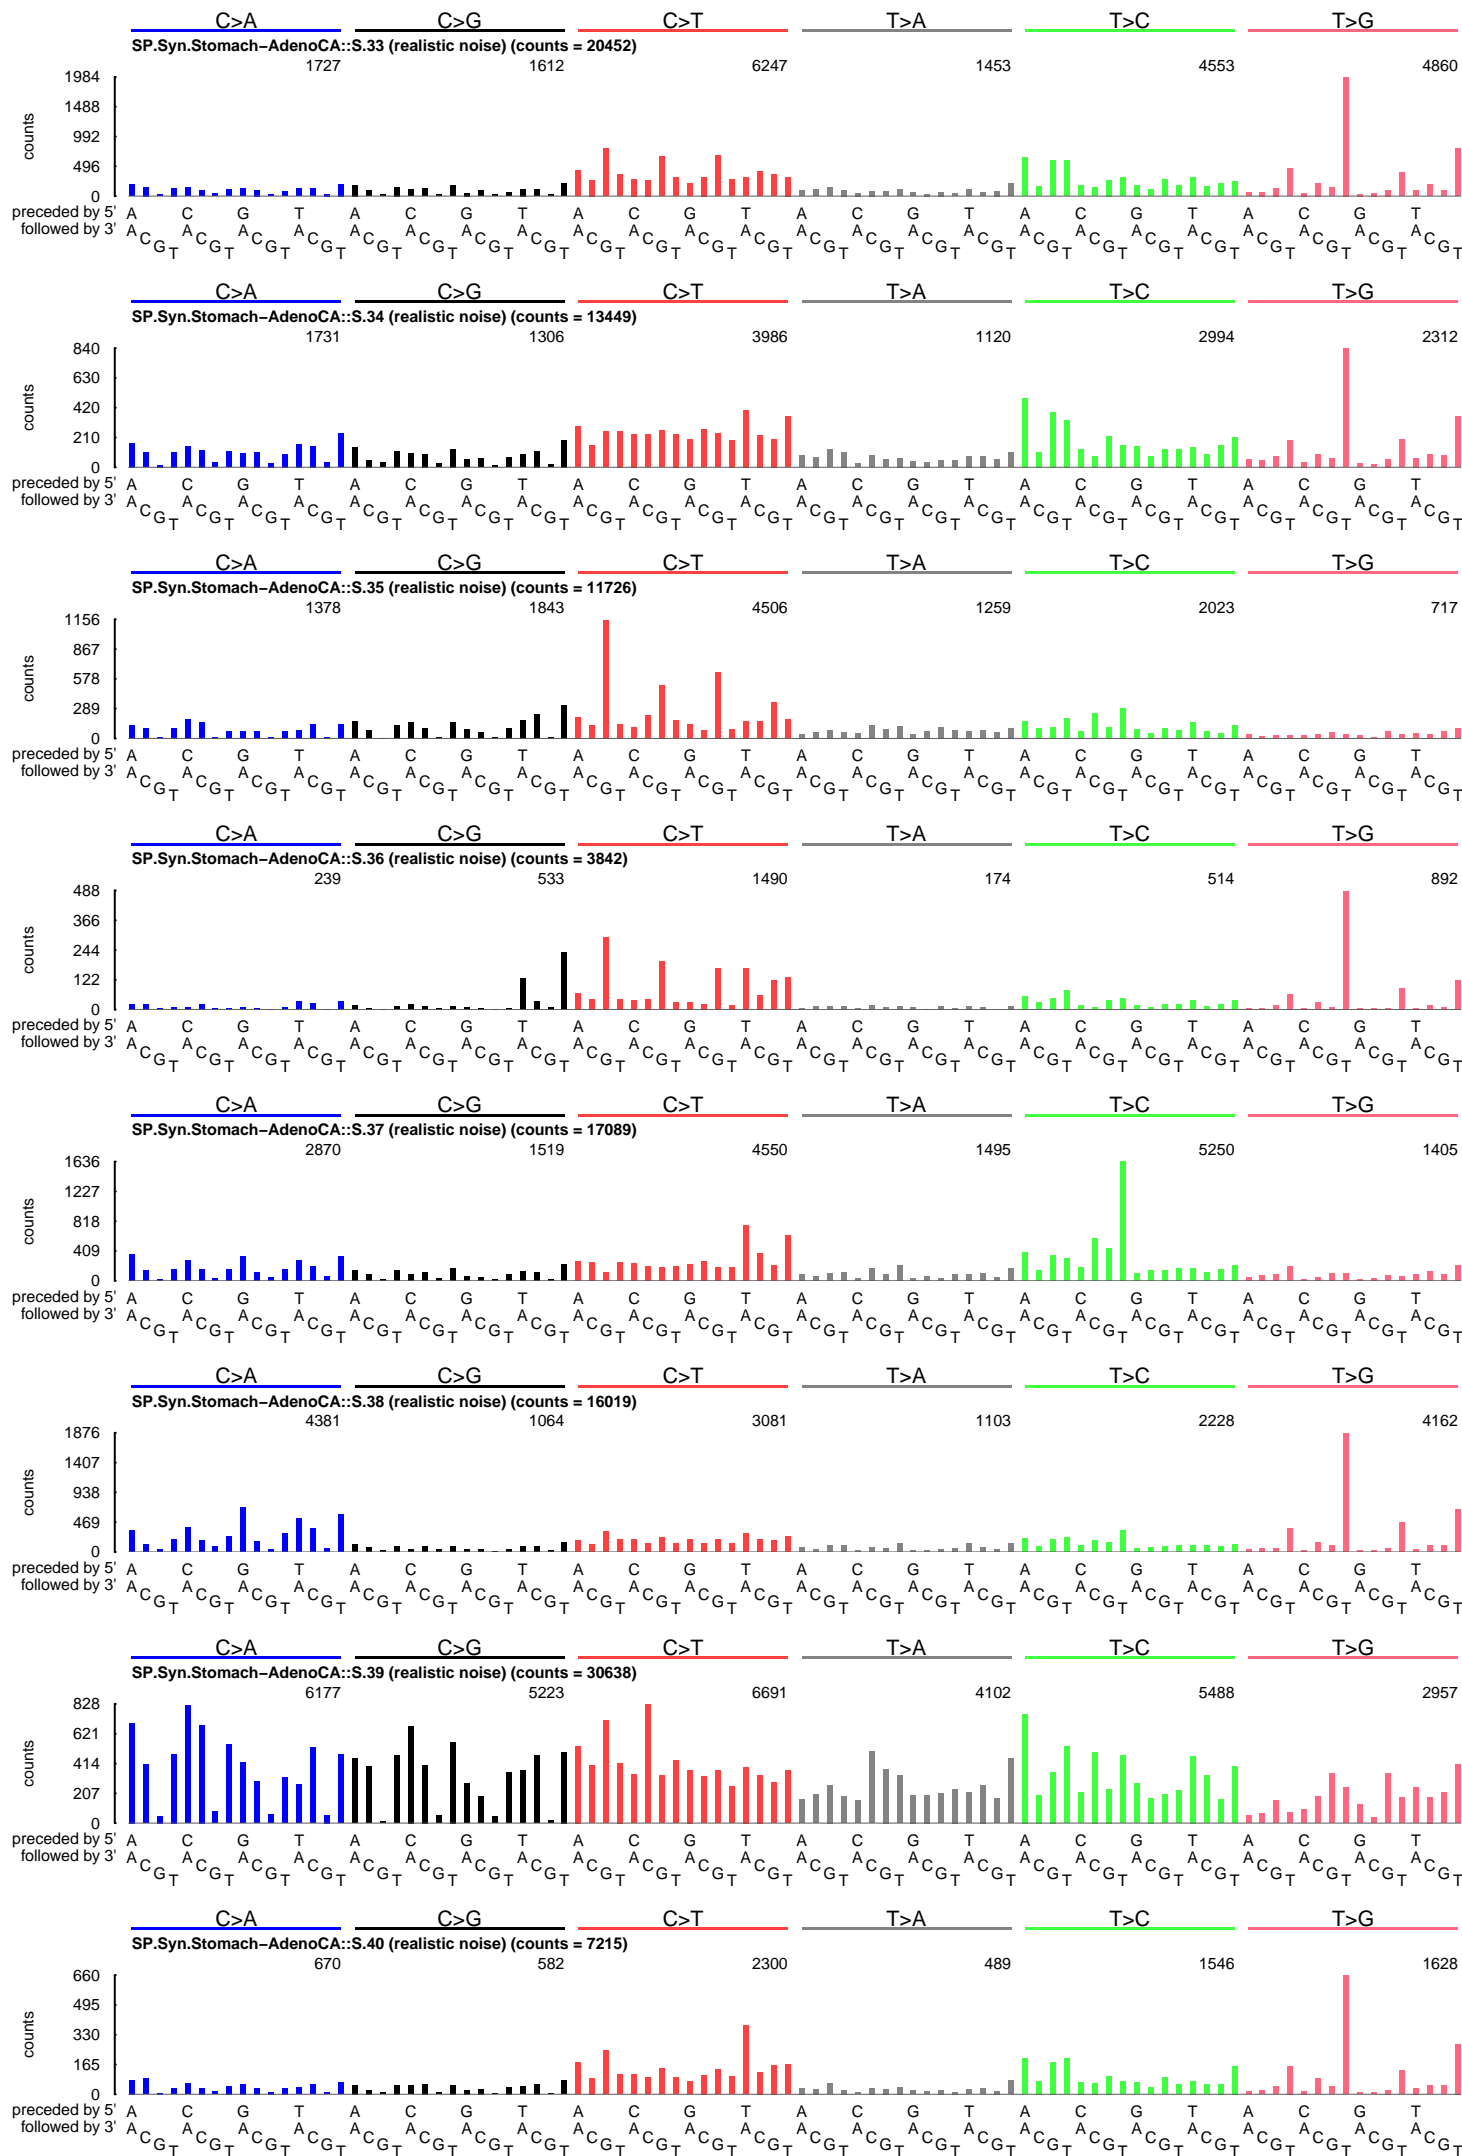 C>A C>G C>T T>A T>C T>G
SP.Syn.Stomach−AdenoCA::S.33 (realistic noise) (counts = 20452)
1727 1612 6247 1453 4553 4860
1984
1488
992
496
0
counts
preceded by 5' A C G T A C G T A C G T A C G T A C G T A C G T
followed by 3' A C G T A C G T A C G T A C G T A C G T A C G T A C G T A C G T A C G T A C G T A C G T A C G T A C G T A C G T A C G T A C G T A C G T A C G T A C G T A C G T A C G T A C G T A C G T A C G T
C>A C>G C>T T>A T>C T>G
SP.Syn.Stomach−AdenoCA::S.34 (realistic noise) (counts = 13449)
1731 1306 3986 1120 2994 2312
840
630
420
210
0
counts
preceded by 5' A C G T A C G T A C G T A C G T A C G T A C G T
followed by 3' A C G T A C G T A C G T A C G T A C G T A C G T A C G T A C G T A C G T A C G T A C G T A C G T A C G T A C G T A C G T A C G T A C G T A C G T A C G T A C G T A C G T A C G T A C G T A C G T
C>A C>G C>T T>A T>C T>G
SP.Syn.Stomach−AdenoCA::S.35 (realistic noise) (counts = 11726)
1378 1843 4506 1259 2023 717
1156
867
578
289
0
counts
preceded by 5' A C G T A C G T A C G T A C G T A C G T A C G T
followed by 3' A C G T A C G T A C G T A C G T A C G T A C G T A C G T A C G T A C G T A C G T A C G T A C G T A C G T A C G T A C G T A C G T A C G T A C G T A C G T A C G T A C G T A C G T A C G T A C G T
C>A C>G C>T T>A T>C T>G
SP.Syn.Stomach−AdenoCA::S.36 (realistic noise) (counts = 3842)
239 533 1490 174 514 892
488
366
244
122
0
counts
preceded by 5' A C G T A C G T A C G T A C G T A C G T A C G T
followed by 3' A C G T A C G T A C G T A C G T A C G T A C G T A C G T A C G T A C G T A C G T A C G T A C G T A C G T A C G T A C G T A C G T A C G T A C G T A C G T A C G T A C G T A C G T A C G T A C G T
C>A C>G C>T T>A T>C T>G
SP.Syn.Stomach−AdenoCA::S.37 (realistic noise) (counts = 17089)
2870 1519 4550 1495 5250 1405
1636
1227
818
409
0
counts
preceded by 5' A C G T A C G T A C G T A C G T A C G T A C G T
followed by 3' A C G T A C G T A C G T A C G T A C G T A C G T A C G T A C G T A C G T A C G T A C G T A C G T A C G T A C G T A C G T A C G T A C G T A C G T A C G T A C G T A C G T A C G T A C G T A C G T
C>A C>G C>T T>A T>C T>G
SP.Syn.Stomach−AdenoCA::S.38 (realistic noise) (counts = 16019)
4381 1064 3081 1103 2228 4162
1876
1407
938
469
0
counts
preceded by 5' A C G T A C G T A C G T A C G T A C G T A C G T
followed by 3' A C G T A C G T A C G T A C G T A C G T A C G T A C G T A C G T A C G T A C G T A C G T A C G T A C G T A C G T A C G T A C G T A C G T A C G T A C G T A C G T A C G T A C G T A C G T A C G T
C>A C>G C>T T>A T>C T>G
SP.Syn.Stomach−AdenoCA::S.39 (realistic noise) (counts = 30638)
6177 5223 6691 4102 5488 2957
828
621
414
207
0
counts
preceded by 5' A C G T A C G T A C G T A C G T A C G T A C G T
followed by 3' A C G T A C G T A C G T A C G T A C G T A C G T A C G T A C G T A C G T A C G T A C G T A C G T A C G T A C G T A C G T A C G T A C G T A C G T A C G T A C G T A C G T A C G T A C G T A C G T
C>A C>G C>T T>A T>C T>G
SP.Syn.Stomach−AdenoCA::S.40 (realistic noise) (counts = 7215)
670 582 2300 489 1546 1628
660
495
330
165
0
counts
preceded by 5' A C G T A C G T A C G T A C G T A C G T A C G T
followed by 3' A C G T A C G T A C G T A C G T A C G T A C G T A C G T A C G T A C G T A C G T A C G T A C G T A C G T A C G T A C G T A C G T A C G T A C G T A C G T A C G T A C G T A C G T A C G T A C G T